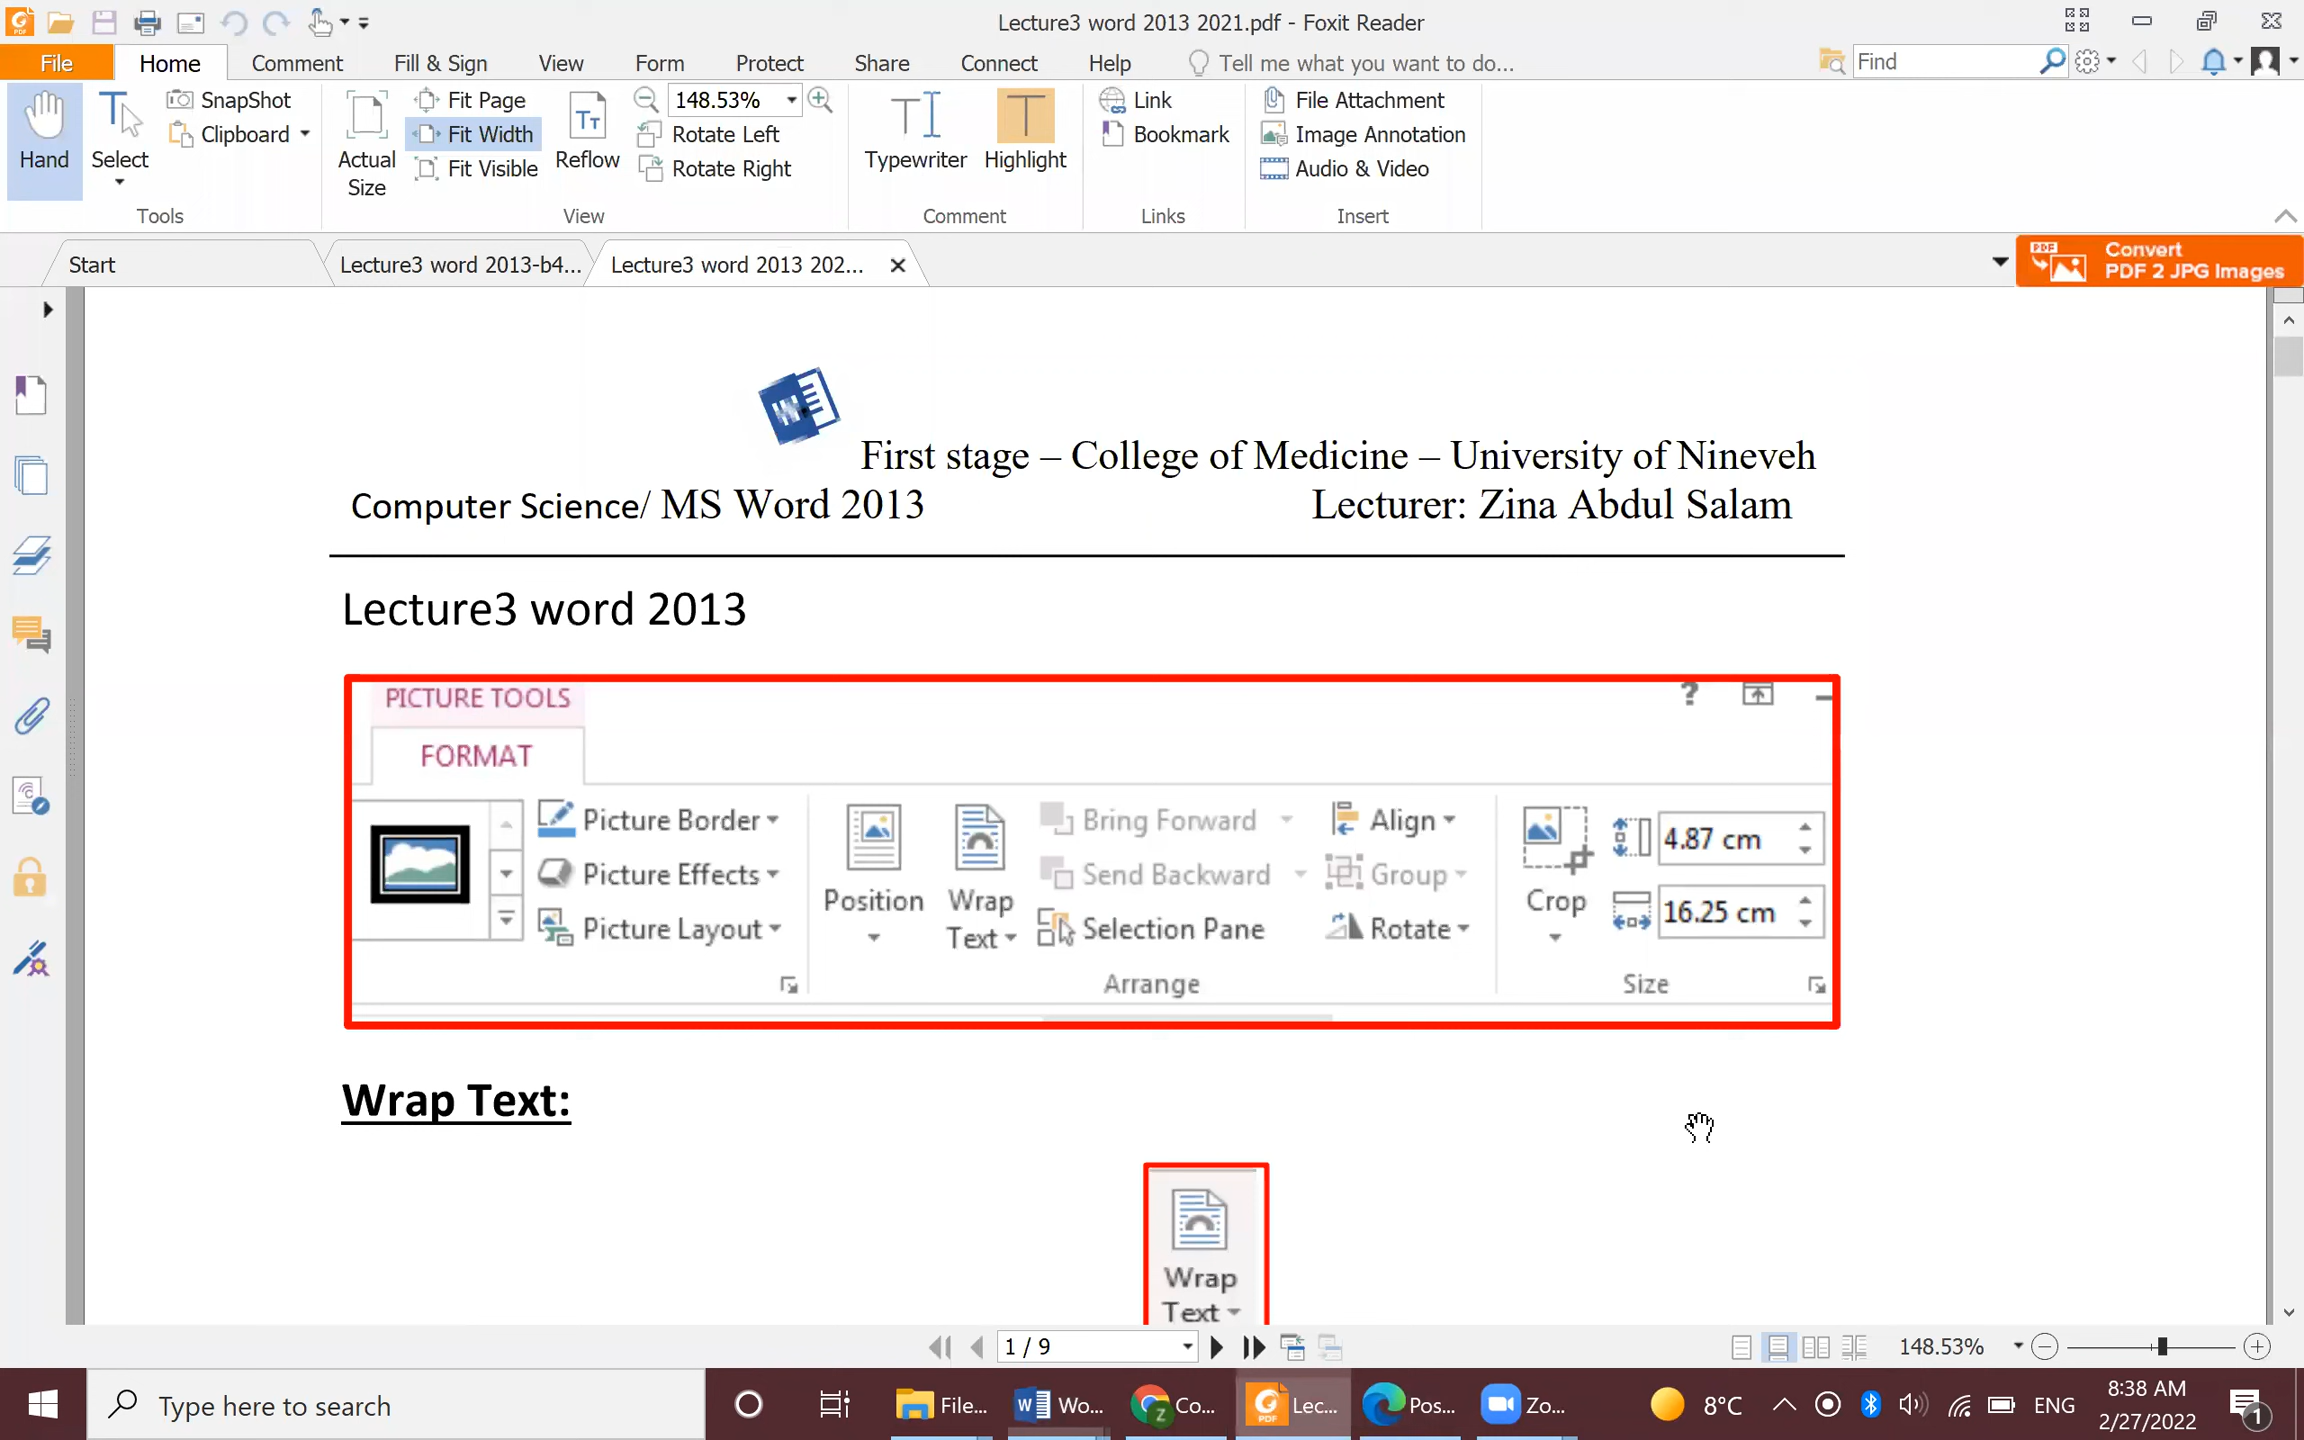 Lecture3 word 2013 2021.pdf - Foxit Reader
File Home Comment Fill & Sign View Form Protect Share Connect Help Tell me what you want to do... Find
Hand
Select
SnapShot
Clipboard
Tools
Actual
Size
Fit Page
Fit Width
Fit Visible
Reflow
148.53%
Rotate Left
Rotate Right
View
Typewriter
Highlight
Comment
Link
Bookmark
Links
File Attachment
Image Annotation
Audio & Video
Insert
Start
Lecture3 word 2013-b4...
Lecture3 word 2013 202...
Convert
PDF 2 JPG Images
First stage – College of Medicine – University of Nineveh
Computer Science/ MS Word 2013 Lecturer: Zina Abdul Salam
Lecture3 word 2013
PICTURE TOOLS
FORMAT
Picture Border
Picture Effects
Picture Layout
Position
Wrap
Text
Bring Forward
Send Backward
Selection Pane
Align
Group
Rotate
Arrange
Crop
4.87 cm
16.25 cm
Size
Wrap Text:
Wrap
Text
1 / 9
148.53%
Type here to search
File...
Wo...
Co...
Lec...
Pos...
Zo...
8°C
ENG
8:38 AM
2/27/2022
1